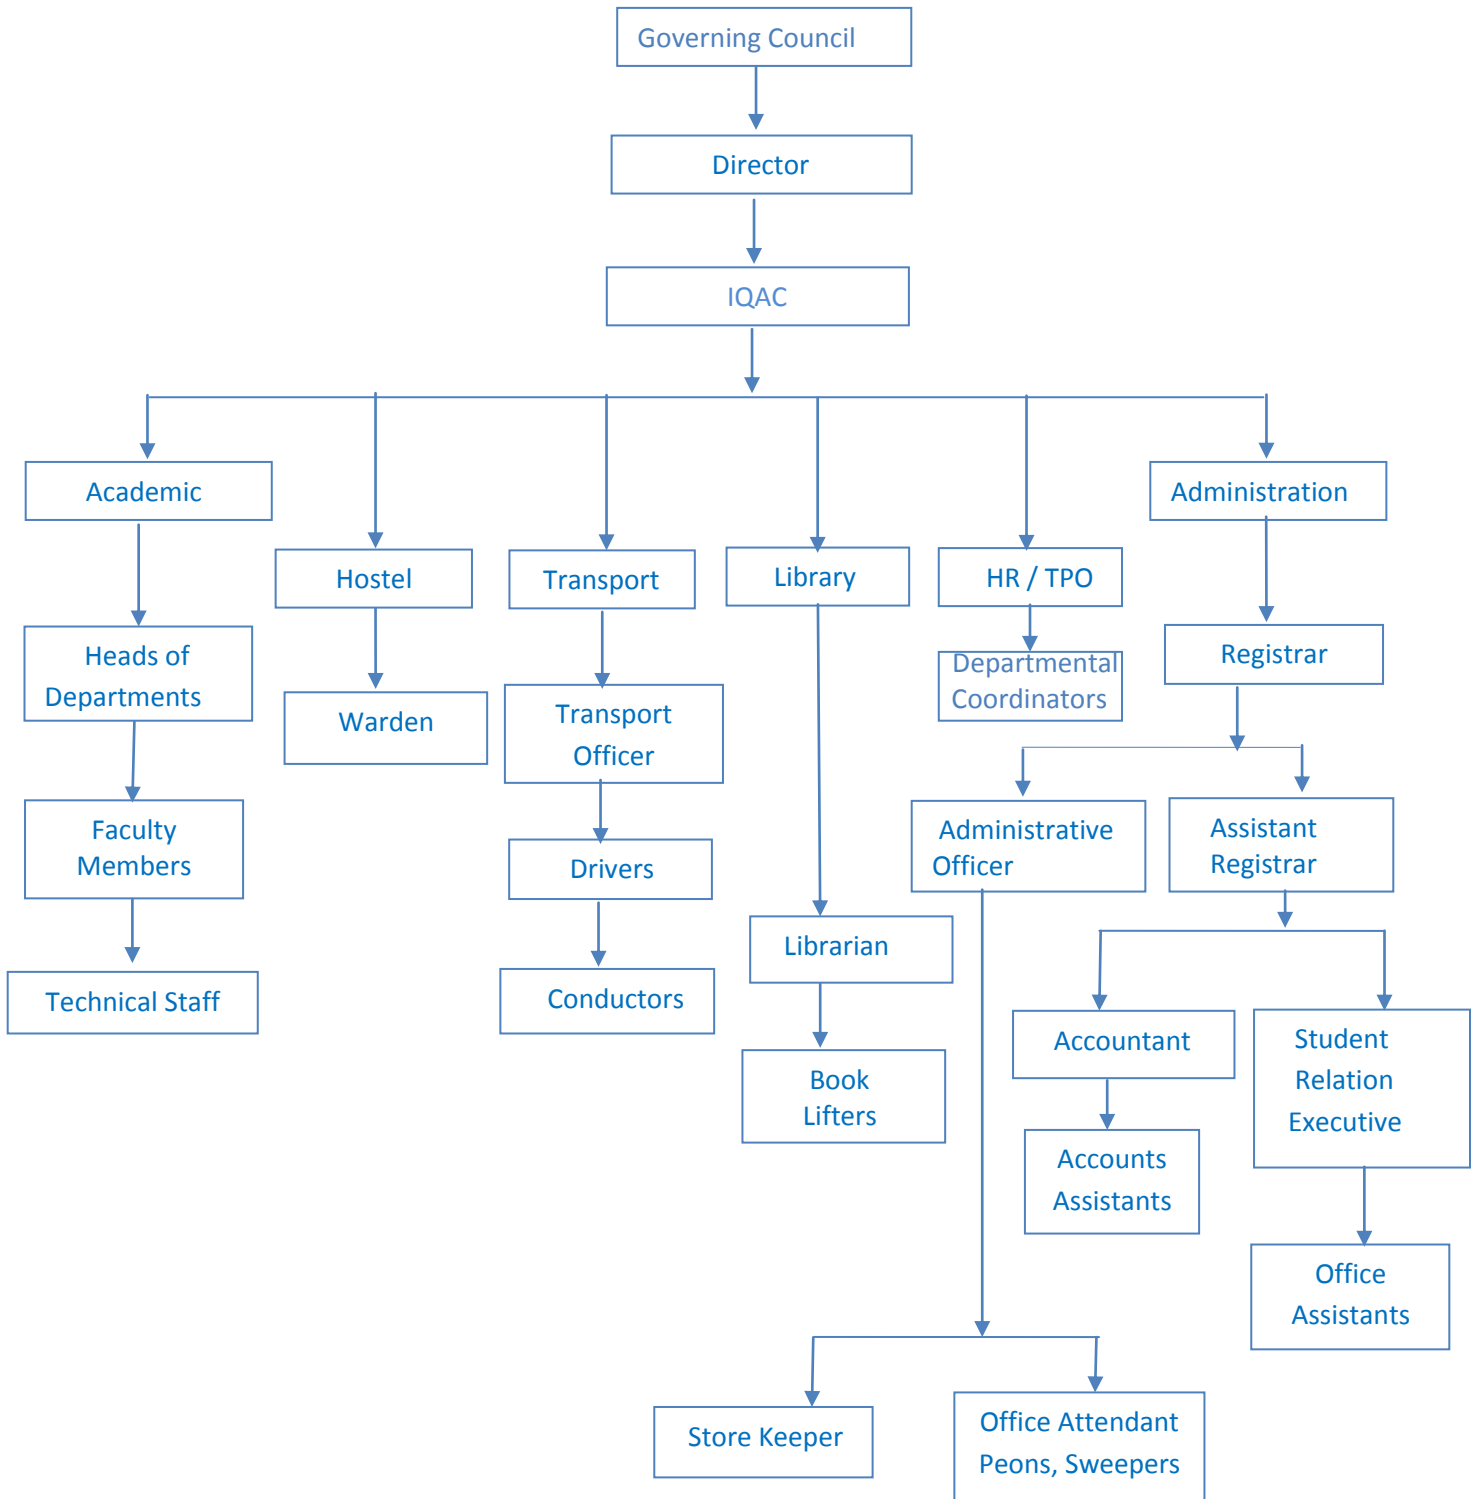 Governing Council
Director
IQAC
Academic
Administration
Hostel
Transport
Library
HR / TPO
Heads of
Departments
Warden
Transport
Officer
Departmental
Coordinators
Registrar
Faculty
Members
Drivers
Administrative
Officer
Assistant
Registrar
Technical Staff
Conductors
Librarian
Book
Lifters
Accountant
Student
Relation
Executive
Accounts
Assistants
Office
Assistants
Store Keeper
Office Attendant
Peons, Sweepers